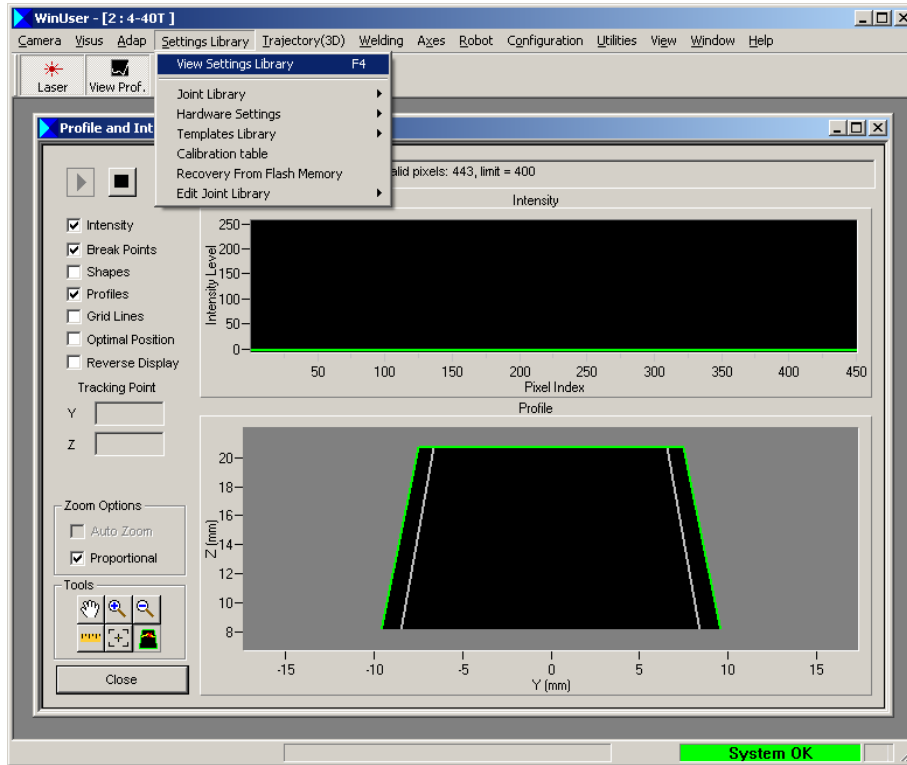 WinUser - [2 : 4-40T ]
Camera Visus Adap Settings Library Trajectory(3D) Welding Axes Robot Configuration Utilities View Window Help
Laser View Prof.
View Settings Library F4
Joint Library
Hardware Settings
Templates Library
Calibration table
Recovery From Flash Memory
Edit Joint Library
Profile and Int
alid pixels: 443, limit = 400
Intensity
Break Points
Shapes
Profiles
Grid Lines
Optimal Position
Reverse Display
Tracking Point
Y
Z
Zoom Options
Auto Zoom
Proportional
Tools
Close
Intensity
Intensity Level
250
200
150
100
50
0
50 100 150 200 250 300 350 400 450
Pixel Index
Profile
Z (mm)
20
18
16
14
12
10
8
-15 -10 -5 0 5 10 15
Y (mm)
System OK